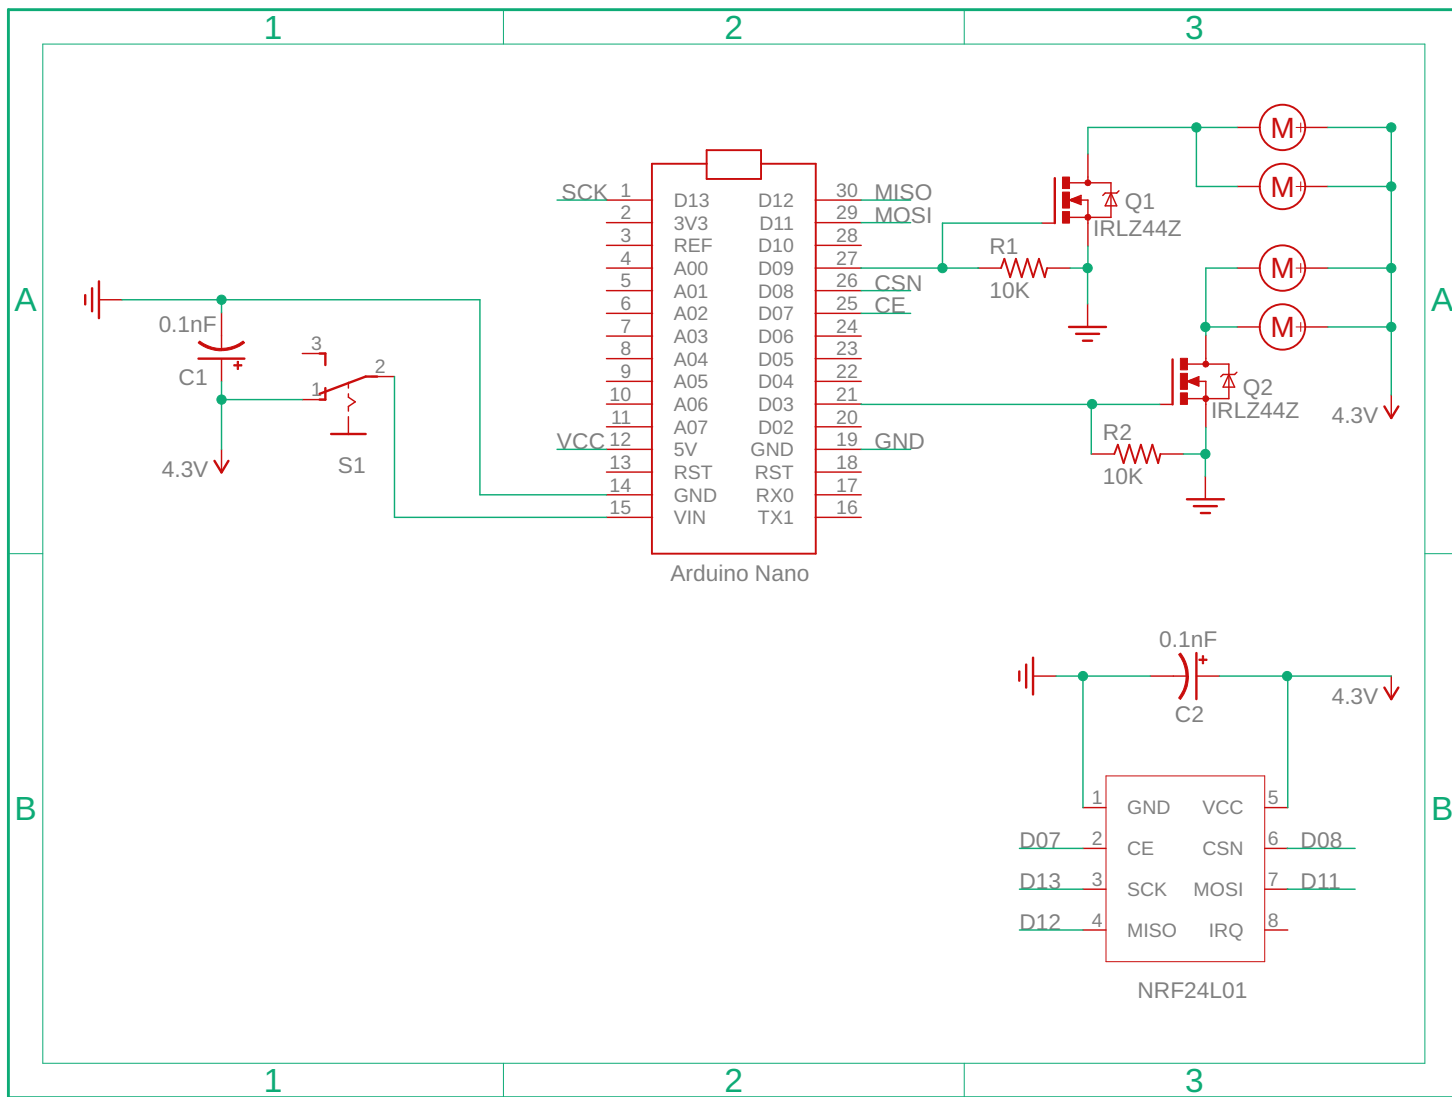 1 2 3
A A
SCK 1 D13 D12 30 MISO
2 3V3 D11 29 MOSI
3 REF D10 28
4 A00 D09 27
5 A01 D08 26 CSN
6 A02 D07 25 CE
7 A03 D06 24
8 A04 D05 23
9 A05 D04 22
10 A06 D03 21
11 A07 D02 20
VCC 12 5V GND 19 GND
13 RST RST 18
14 GND RX0 17
15 VIN TX1 16
Arduino Nano
0.1nF
+
C1
4.3V
3
2
1
S1
M+
M+
Q1
IRLZ44Z
R1
10K
M+
M+
Q2
IRLZ44Z
4.3V
R2
10K
B B
0.1nF
+
C2
4.3V
1 GND VCC 5
D07 2 CE CSN 6 D08
D13 3 SCK MOSI 7 D11
D12 4 MISO IRQ 8
NRF24L01
1 2 3